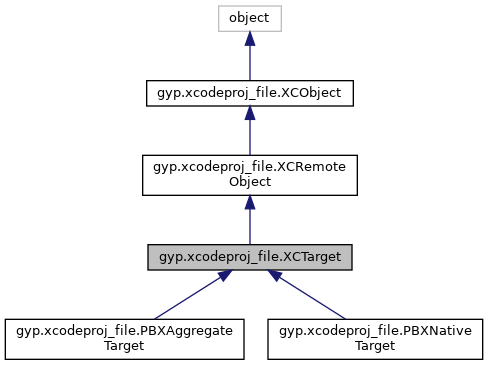 object
gyp.xcodeproj_file.XCObject
gyp.xcodeproj_file.XCRemote
Object
gyp.xcodeproj_file.XCTarget
gyp.xcodeproj_file.PBXAggregate
Target
gyp.xcodeproj_file.PBXNative
Target